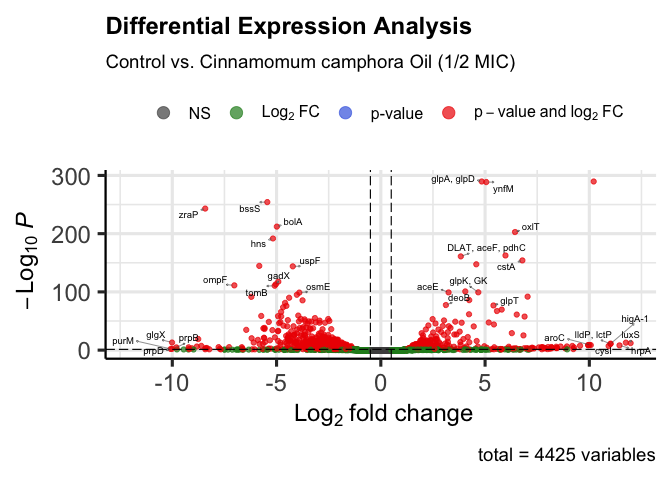 Differential Expression Analysis
Control vs. Cinnamomum camphora Oil (1/2 MIC)
NS Log₂ FC p-value p − value and log₂ FC
300
200
100
0
−Log₁₀ P
glpA, glpD
ynfM
zraP
bssS
bolA
oxlT
hns
DLAT, aceF, pdhC
uspF
cstA
gadX
ompF
glpK, GK
tomB
osmE
aceE
deoB
glpT
higA-1
glgX
purM
prpB
prpD
aroC
lldP, lctP
luxS
cysI
hrpA
-10 -5 0 5 10
Log₂ fold change
total = 4425 variables